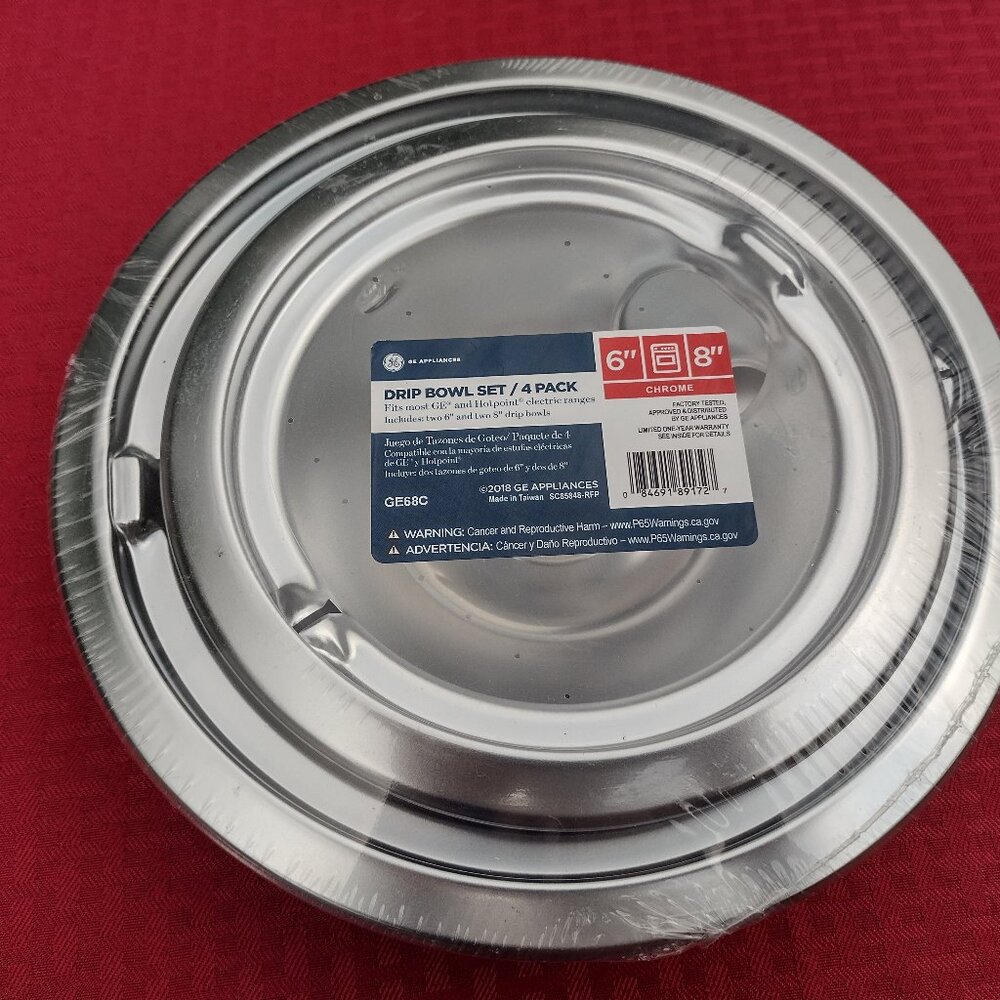 GE APPLIANCES
DRIP BOWL SET / 4 PACK
Fits most GE® and Hotpoint® electric ranges
Includes: two 6" and two 8" drip bowls
Juego de Tazones de Goteo/ Paquete de 4
Compatible con la mayoría de estufas eléctricas
de GE® y Hotpoint®
Incluye: dos tazones de goteo de 6" y dos de 8"
©2018 GE APPLIANCES
GE68C
Made in Taiwan SC85848-RFP
6" 8"
CHROME
FACTORY TESTED,
APPROVED & DISTRIBUTED
BY GE APPLIANCES
LIMITED ONE-YEAR WARRANTY
SEE INSIDE FOR DETAILS
0 84691 89172 7
⚠ WARNING: Cancer and Reproductive Harm – www.P65Warnings.ca.gov
⚠ ADVERTENCIA: Cáncer y Daño Reproductivo – www.P65Warnings.ca.gov